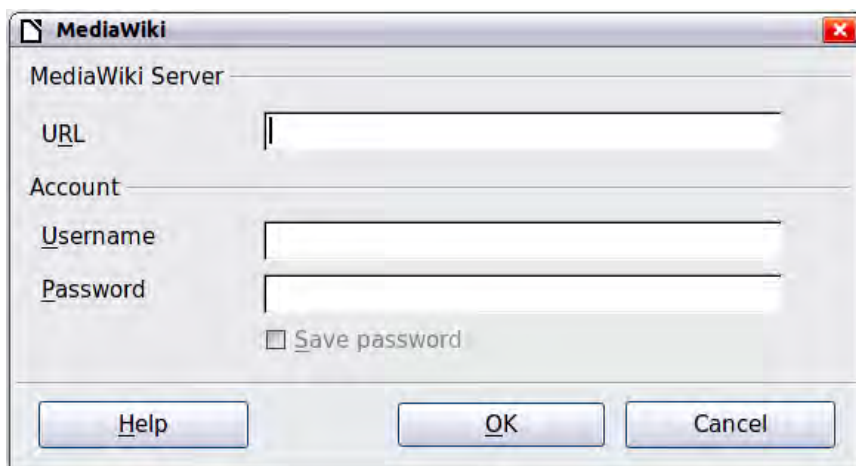 MediaWiki
MediaWiki Server
URL
Account
Username
Password
Save password
Help
OK
Cancel